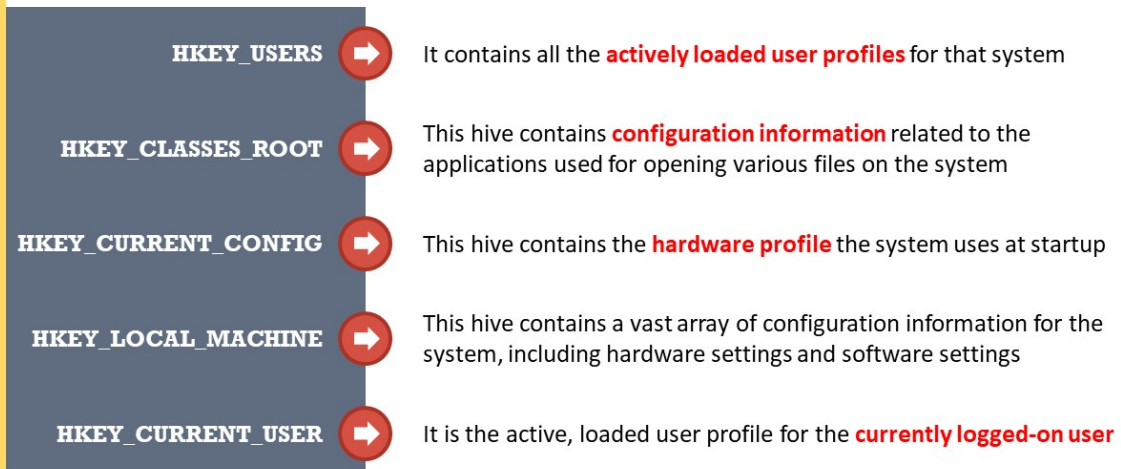 HKEY_USERS
It contains all the actively loaded user profiles for that system
HKEY_CLASSES_ROOT
This hive contains configuration information related to the
applications used for opening various files on the system
HKEY_CURRENT_CONFIG
This hive contains the hardware profile the system uses at startup
HKEY_LOCAL_MACHINE
This hive contains a vast array of configuration information for the
system, including hardware settings and software settings
HKEY_CURRENT_USER
It is the active, loaded user profile for the currently logged-on user